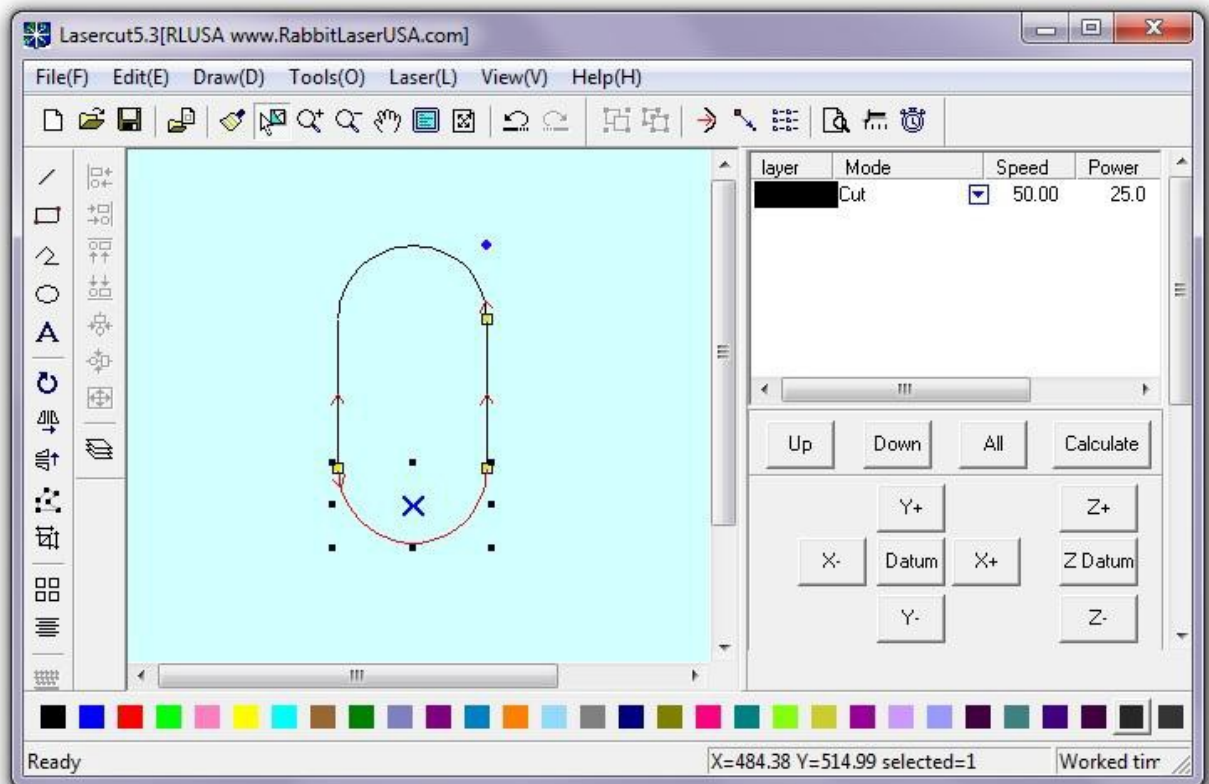 Lasercut5.3[RLUSA www.RabbitLaserUSA.com]
File(F) Edit(E) Draw(D) Tools(O) Laser(L) View(V) Help(H)
layer Mode Speed Power
Cut 50.00 25.0
A
Up Down All Calculate
Y+ Z+
X- Datum X+ Z Datum
Y- Z-
Ready X=484.38 Y=514.99 selected=1 Worked tim